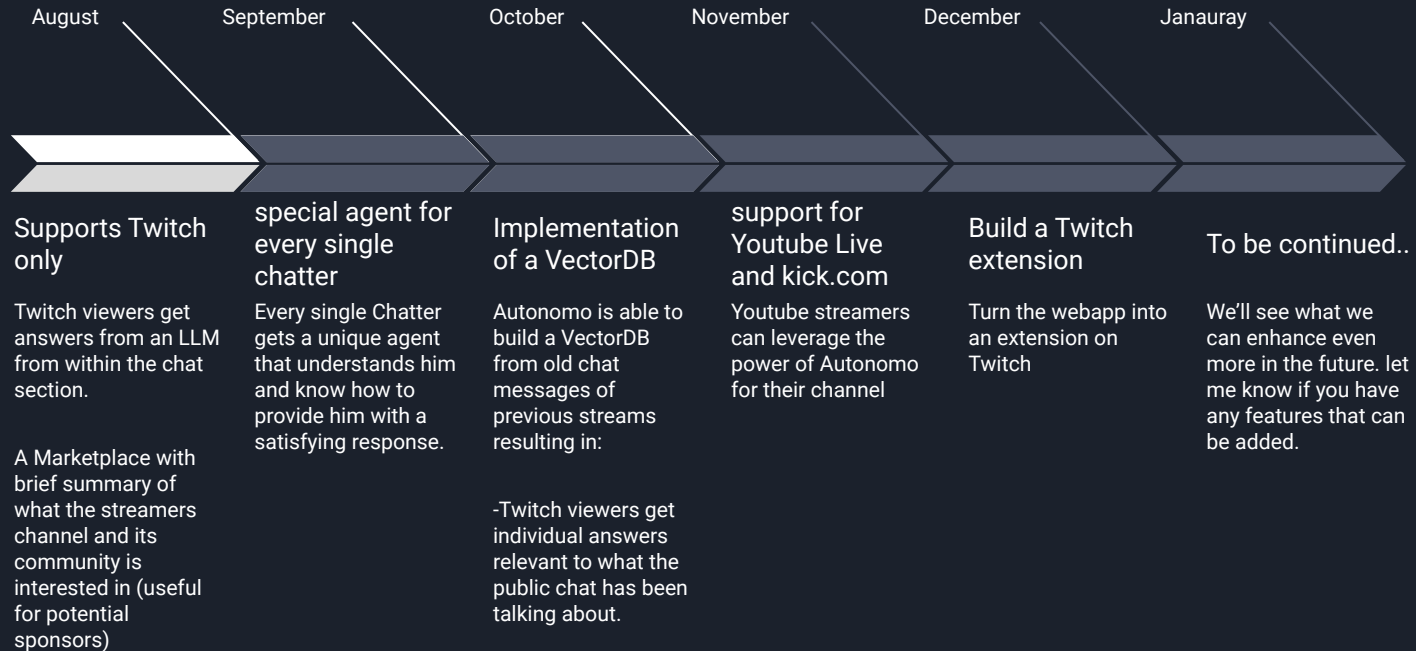 August
September
October
November
December
Janauray
Supports Twitch
only
Twitch viewers get
answers from an LLM
from within the chat
section.
A Marketplace with
brief summary of
what the streamers
channel and its
community is
interested in (useful
for potential
sponsors)
special agent for
every single
chatter
Every single Chatter
gets a unique agent
that understands him
and know how to
provide him with a
satisfying response.
Implementation
of a VectorDB
Autonomo is able to
build a VectorDB
from old chat
messages of
previous streams
resulting in:
-Twitch viewers get
individual answers
relevant to what the
public chat has been
talking about.
support for
Youtube Live
and kick.com
Youtube streamers
can leverage the
power of Autonomo
for their channel
Build a Twitch
extension
Turn the webapp into
an extension on
Twitch
To be continued..
We’ll see what we
can enhance even
more in the future. let
me know if you have
any features that can
be added.